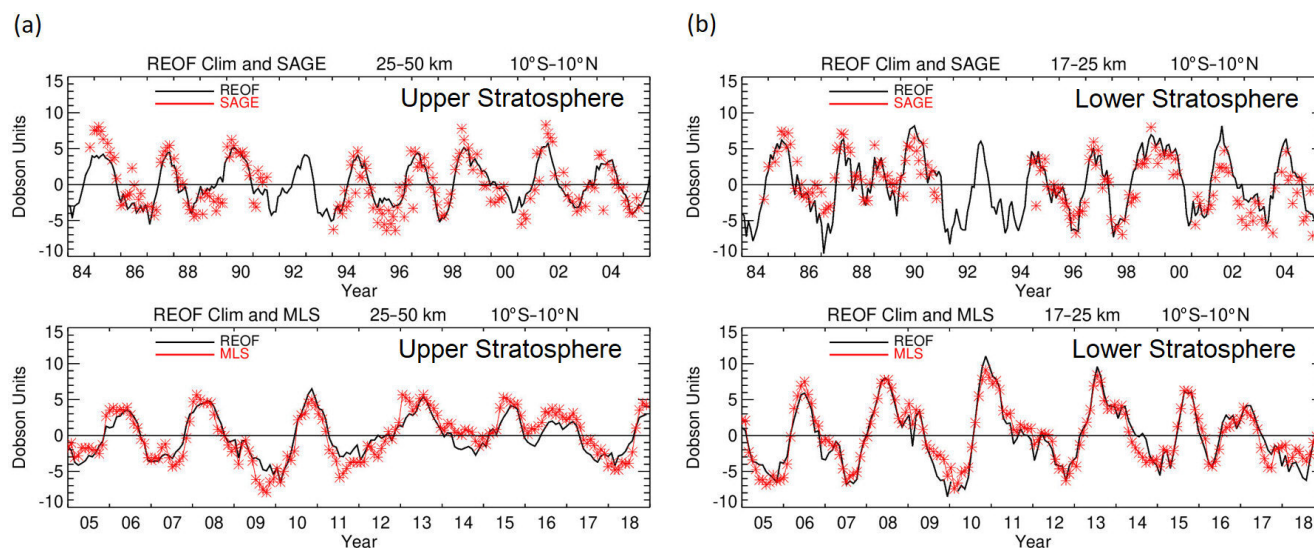 (a)
REOF Clim and SAGE 25-50 km 10°S-10°N
REOF
SAGE
Upper Stratosphere
Dobson Units
15
10
5
0
-5
-10
84 86 88 90 92 94 96 98 00 02 04
Year
REOF Clim and MLS 25-50 km 10°S-10°N
REOF
MLS
Upper Stratosphere
Dobson Units
15
10
5
0
-5
-10
05 06 07 08 09 10 11 12 13 14 15 16 17 18
Year
(b)
REOF Clim and SAGE 17-25 km 10°S-10°N
REOF
SAGE
Lower Stratosphere
Dobson Units
15
10
5
0
-5
-10
84 86 88 90 92 94 96 98 00 02 04
Year
REOF Clim and MLS 17-25 km 10°S-10°N
REOF
MLS
Lower Stratosphere
Dobson Units
15
10
5
0
-5
-10
05 06 07 08 09 10 11 12 13 14 15 16 17 18
Year